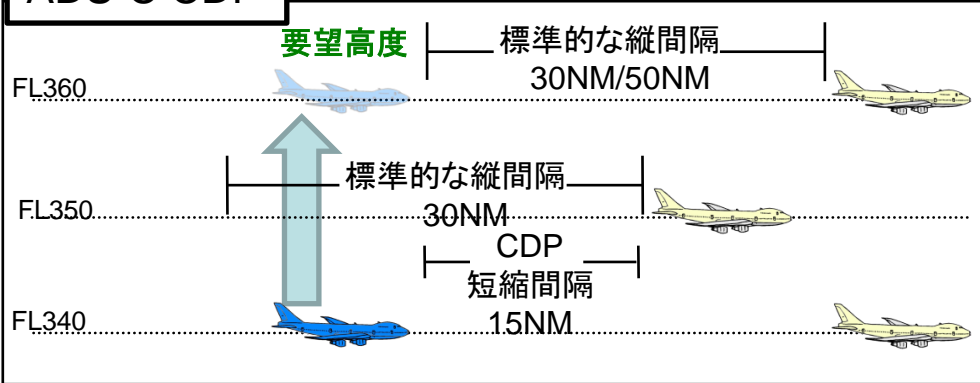 ADS-C CDP
要望高度
標準的な縦間隔
30NM/50NM
FL360
標準的な縦間隔
FL350
30NM
CDP
短縮間隔
FL340
15NM